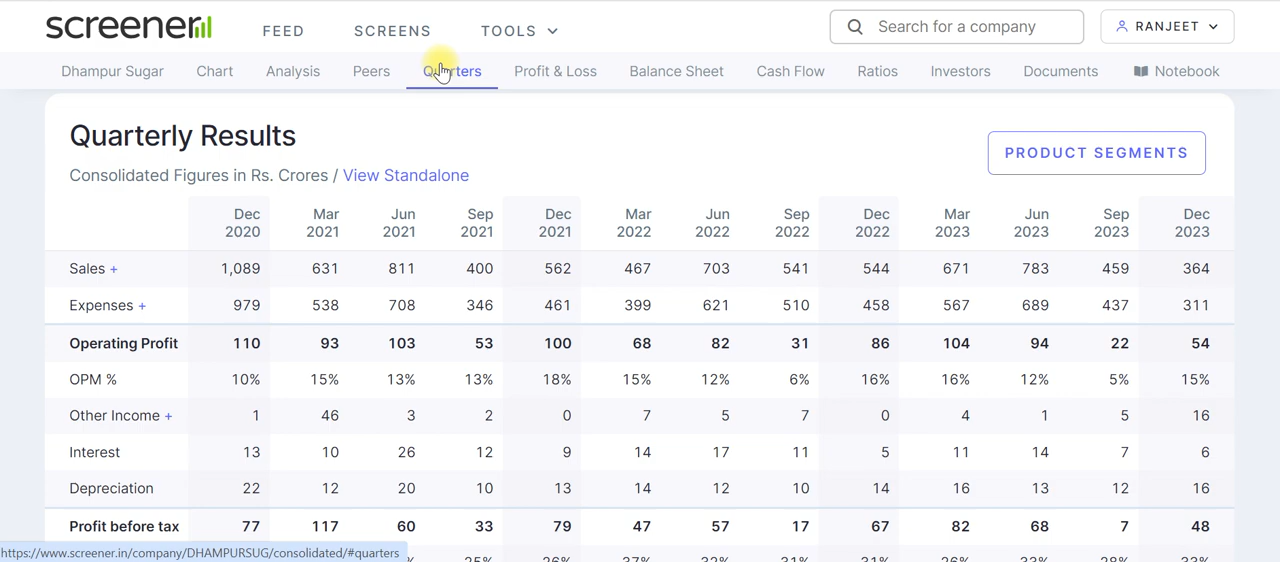 screener
FEED SCREENS TOOLS
Search for a company
RANJEET
Dhampur Sugar Chart Analysis Peers Quarters Profit & Loss Balance Sheet Cash Flow Ratios Investors Documents Notebook
Quarterly Results
Consolidated Figures in Rs. Crores / View Standalone
PRODUCT SEGMENTS
Dec 2020 Mar 2021 Jun 2021 Sep 2021 Dec 2021 Mar 2022 Jun 2022 Sep 2022 Dec 2022 Mar 2023 Jun 2023 Sep 2023 Dec 2023
Sales + 1,089 631 811 400 562 467 703 541 544 671 783 459 364
Expenses + 979 538 708 346 461 399 621 510 458 567 689 437 311
Operating Profit 110 93 103 53 100 68 82 31 86 104 94 22 54
OPM % 10% 15% 13% 13% 18% 15% 12% 6% 16% 16% 12% 5% 15%
Other Income + 1 46 3 2 0 7 5 7 0 4 1 5 16
Interest 13 10 26 12 9 14 17 11 5 11 14 7 6
Depreciation 22 12 20 10 13 14 12 10 14 16 13 12 16
Profit before tax 77 117 60 33 79 47 57 17 67 82 68 7 48
https://www.screener.in/company/DHAMPURSUG/consolidated/#quarters